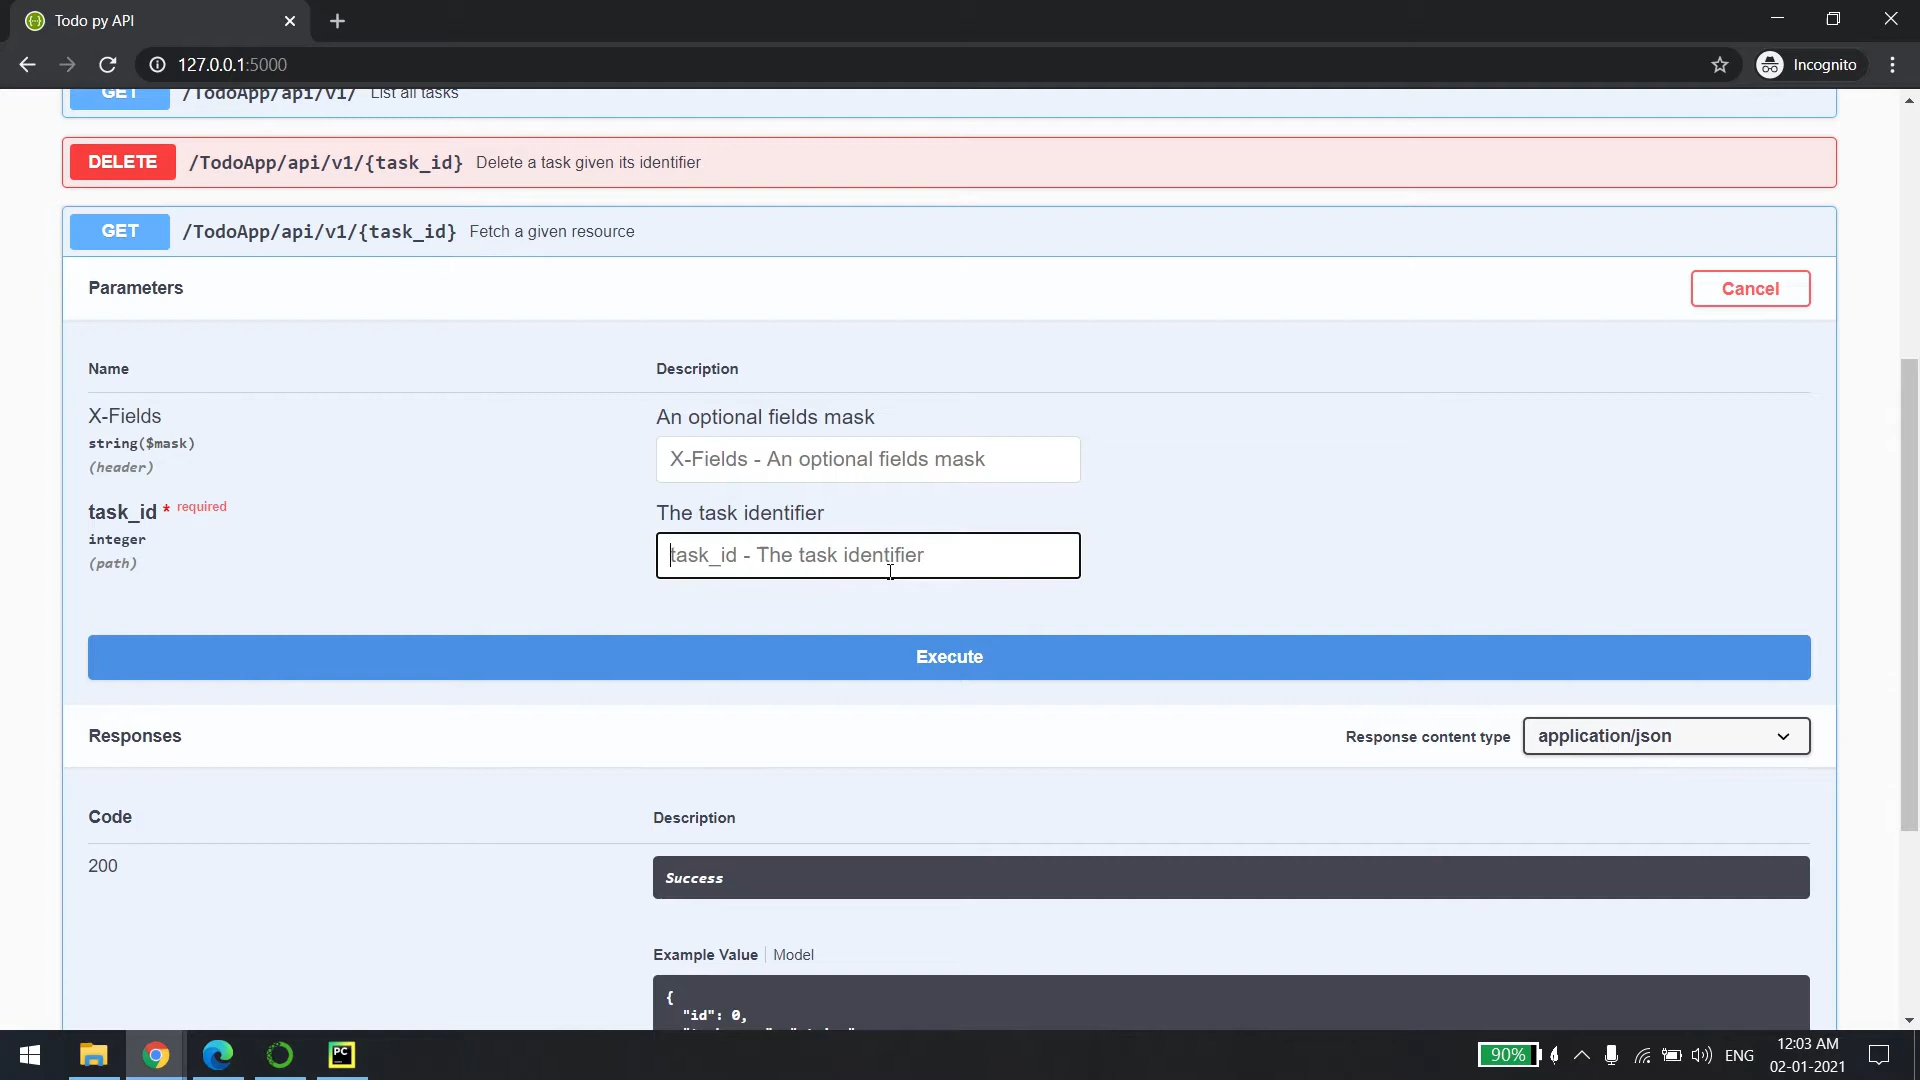 Todo py API
127.0.0.1:5000
Incognito
GET /TodoApp/api/v1/ List all tasks
DELETE /TodoApp/api/v1/{task_id} Delete a task given its identifier
GET /TodoApp/api/v1/{task_id} Fetch a given resource
Parameters
Cancel
Name Description
X-Fields
string($mask)
(header)
An optional fields mask
X-Fields - An optional fields mask
task_id * required
integer
(path)
The task identifier
task_id - The task identifier
Execute
Responses
Response content type application/json
Code Description
200
Success
Example Value Model
{
"id": 0,
PC
90%
ENG
12:03 AM
02-01-2021